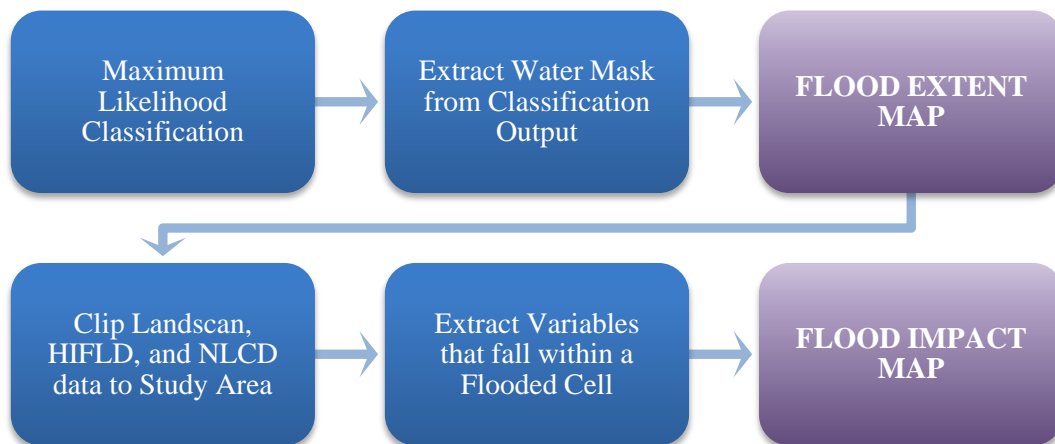 Maximum
Likelihood
Classification
Extract Water Mask
from Classification
Output
FLOOD EXTENT
MAP
Clip Landscan,
HIFLD, and NLCD
data to Study Area
Extract Variables
that fall within a
Flooded Cell
FLOOD IMPACT
MAP